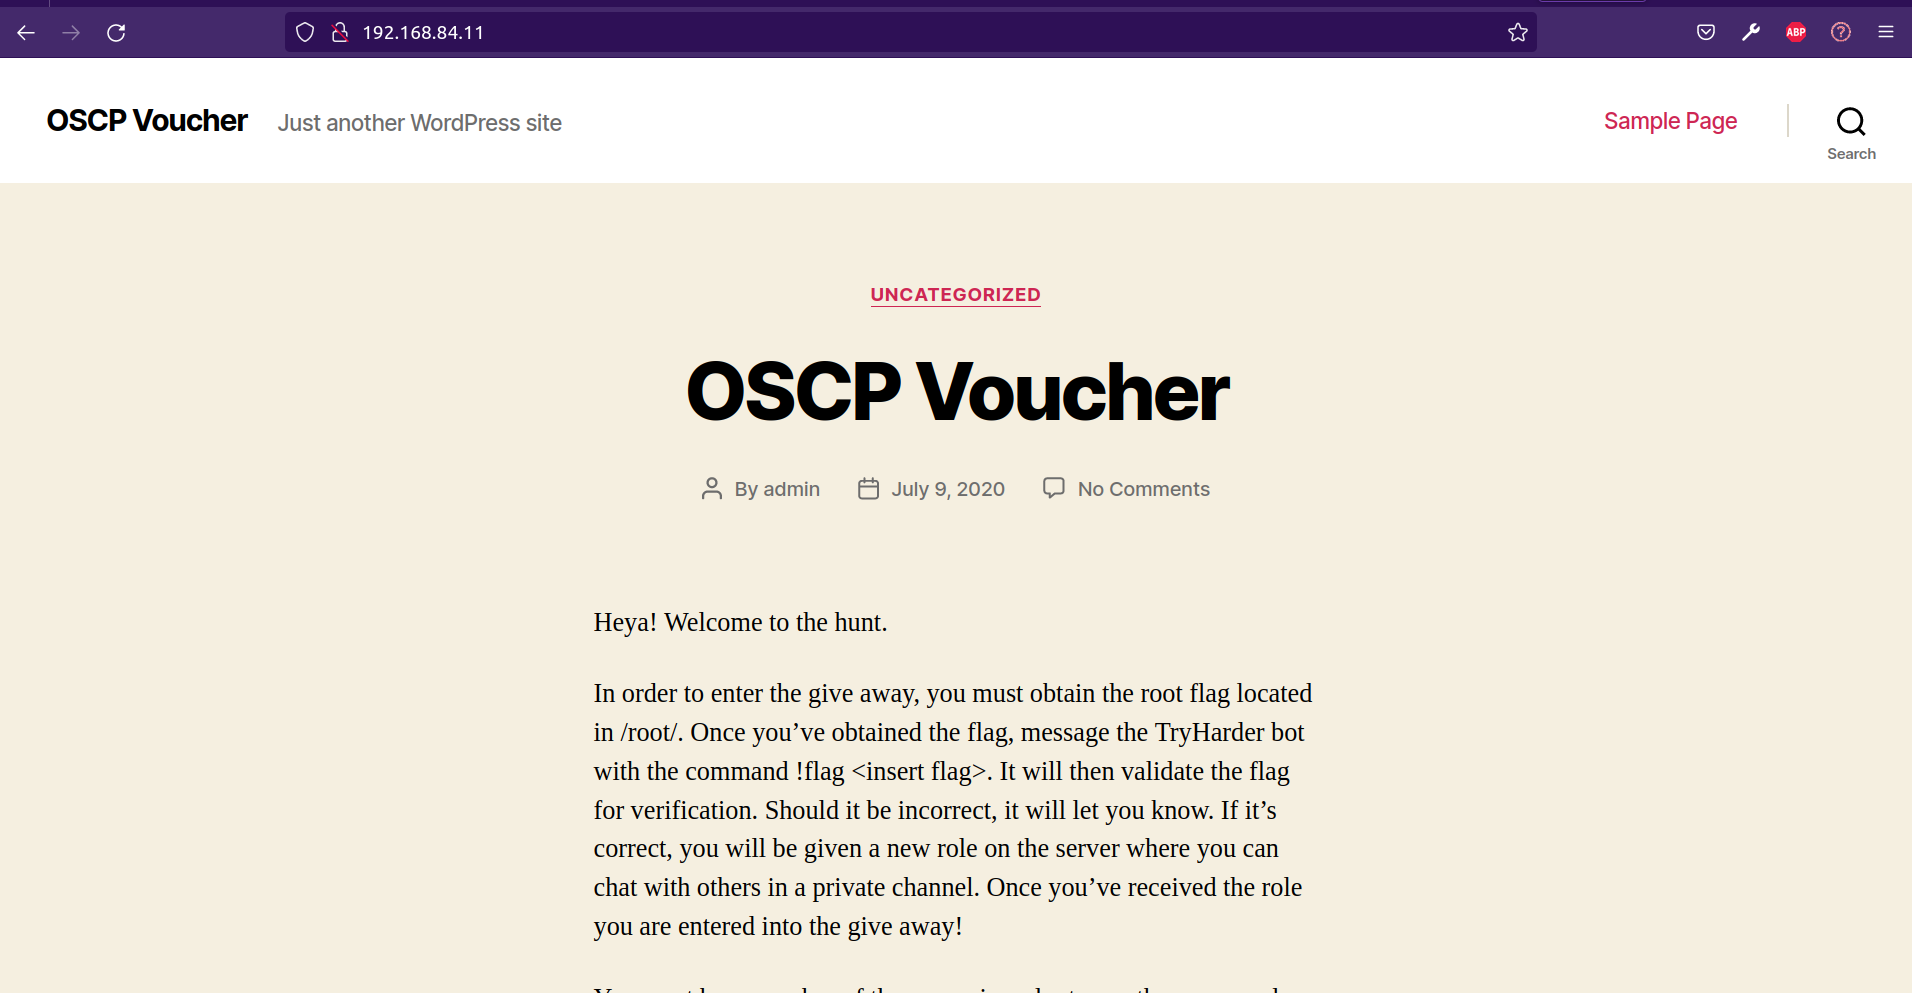 192.168.84.11
ABP
OSCP Voucher Just another WordPress site
Sample Page
Search
UNCATEGORIZED
OSCP Voucher
By admin July 9, 2020 No Comments
Heya! Welcome to the hunt.
In order to enter the give away, you must obtain the root flag located
in /root/. Once you’ve obtained the flag, message the TryHarder bot
with the command !flag <insert flag>. It will then validate the flag
for verification. Should it be incorrect, it will let you know. If it’s
correct, you will be given a new role on the server where you can
chat with others in a private channel. Once you’ve received the role
you are entered into the give away!